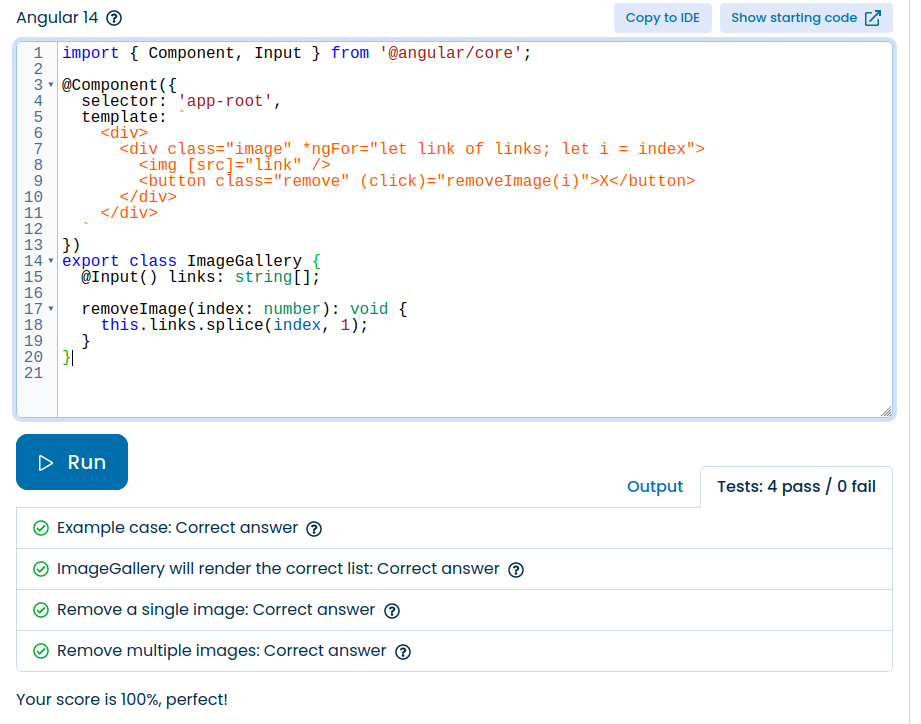 Angular 14
Copy to IDE
Show starting code
1 import { Component, Input } from '@angular/core';
2
3 @Component({
4   selector: 'app-root',
5   template: `
6     <div>
7       <div class="image" *ngFor="let link of links; let i = index">
8         <img [src]="link" />
9         <button class="remove" (click)="removeImage(i)">X</button>
10       </div>
11     </div>
12   `
13 })
14 export class ImageGallery {
15   @Input() links: string[];
16
17   removeImage(index: number): void {
18     this.links.splice(index, 1);
19   }
20 }
21
Run
Output
Tests: 4 pass / 0 fail
Example case: Correct answer
ImageGallery will render the correct list: Correct answer
Remove a single image: Correct answer
Remove multiple images: Correct answer
Your score is 100%, perfect!